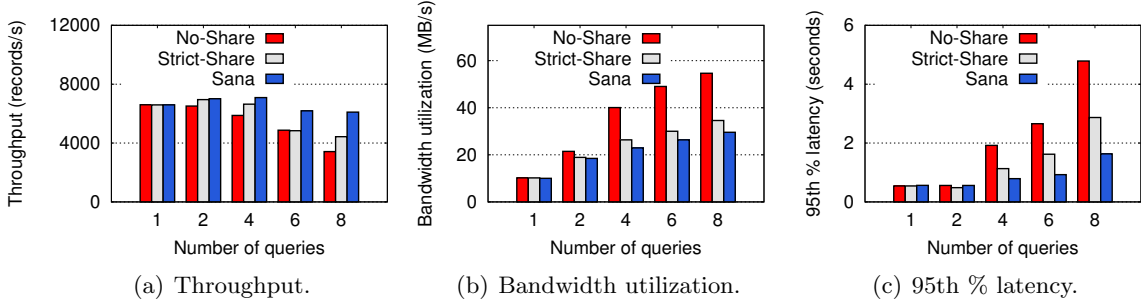 Throughput (records/s)
12000
8000
4000
0
No-Share
Strict-Share
Sana
1 2 4 6 8
Number of queries
(a) Throughput.
Bandwidth utilization (MB/s)
60
40
20
0
No-Share
Strict-Share
Sana
1 2 4 6 8
Number of queries
(b) Bandwidth utilization.
95th % latency (seconds)
6
4
2
0
No-Share
Strict-Share
Sana
1 2 4 6 8
Number of queries
(c) 95th % latency.